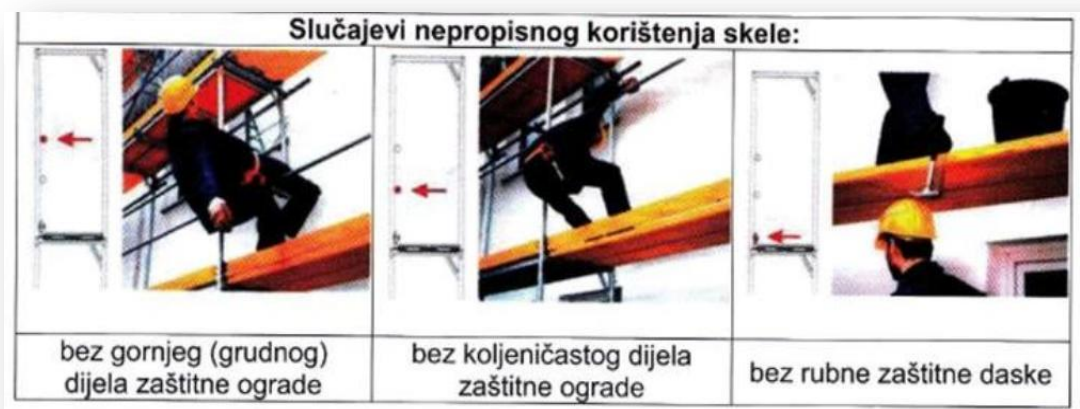 Slučajevi nepropisnog korištenja skele:
bez gornjeg (grudnog)
dijela zaštitne ograde
bez koljeničastog dijela
zaštitne ograde
bez rubne zaštitne daske